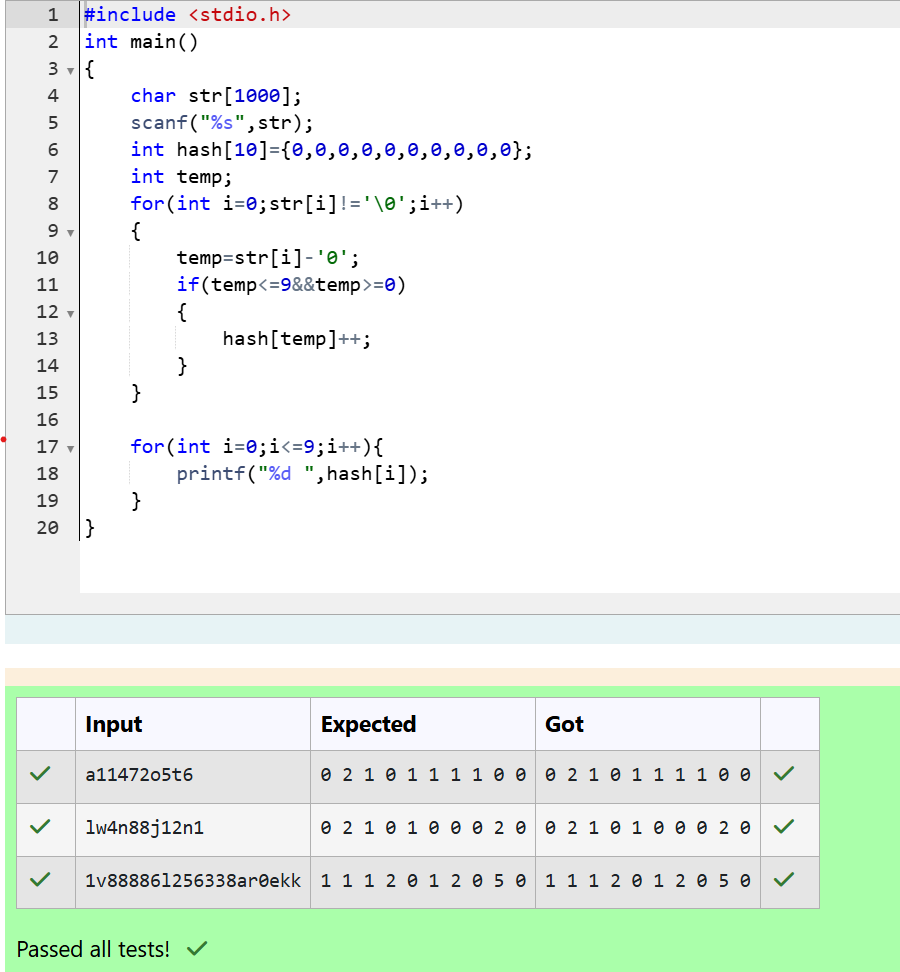 1 #include <stdio.h>
2 int main()
3 {
4     char str[1000];
5     scanf("%s",str);
6     int hash[10]={0,0,0,0,0,0,0,0,0,0};
7     int temp;
8     for(int i=0;str[i]!='\0';i++)
9     {
10         temp=str[i]-'0';
11         if(temp<=9&&temp>=0)
12         {
13             hash[temp]++;
14         }
15     }
16
17     for(int i=0;i<=9;i++){
18         printf("%d ",hash[i]);
19     }
20 }
Input Expected Got
a11472o5t6 0 2 1 0 1 1 1 1 0 0 0 2 1 0 1 1 1 1 0 0
lw4n88j12n1 0 2 1 0 1 0 0 0 2 0 0 2 1 0 1 0 0 0 2 0
1v88886l256338ar0ekk 1 1 1 2 0 1 2 0 5 0 1 1 1 2 0 1 2 0 5 0
Passed all tests!